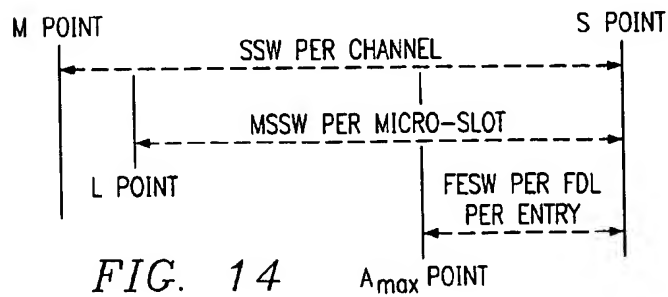 M POINT
S POINT
SSW PER CHANNEL
MSSW PER MICRO-SLOT
L POINT
FESW PER FDL
PER ENTRY
FIG. 14
Amax POINT